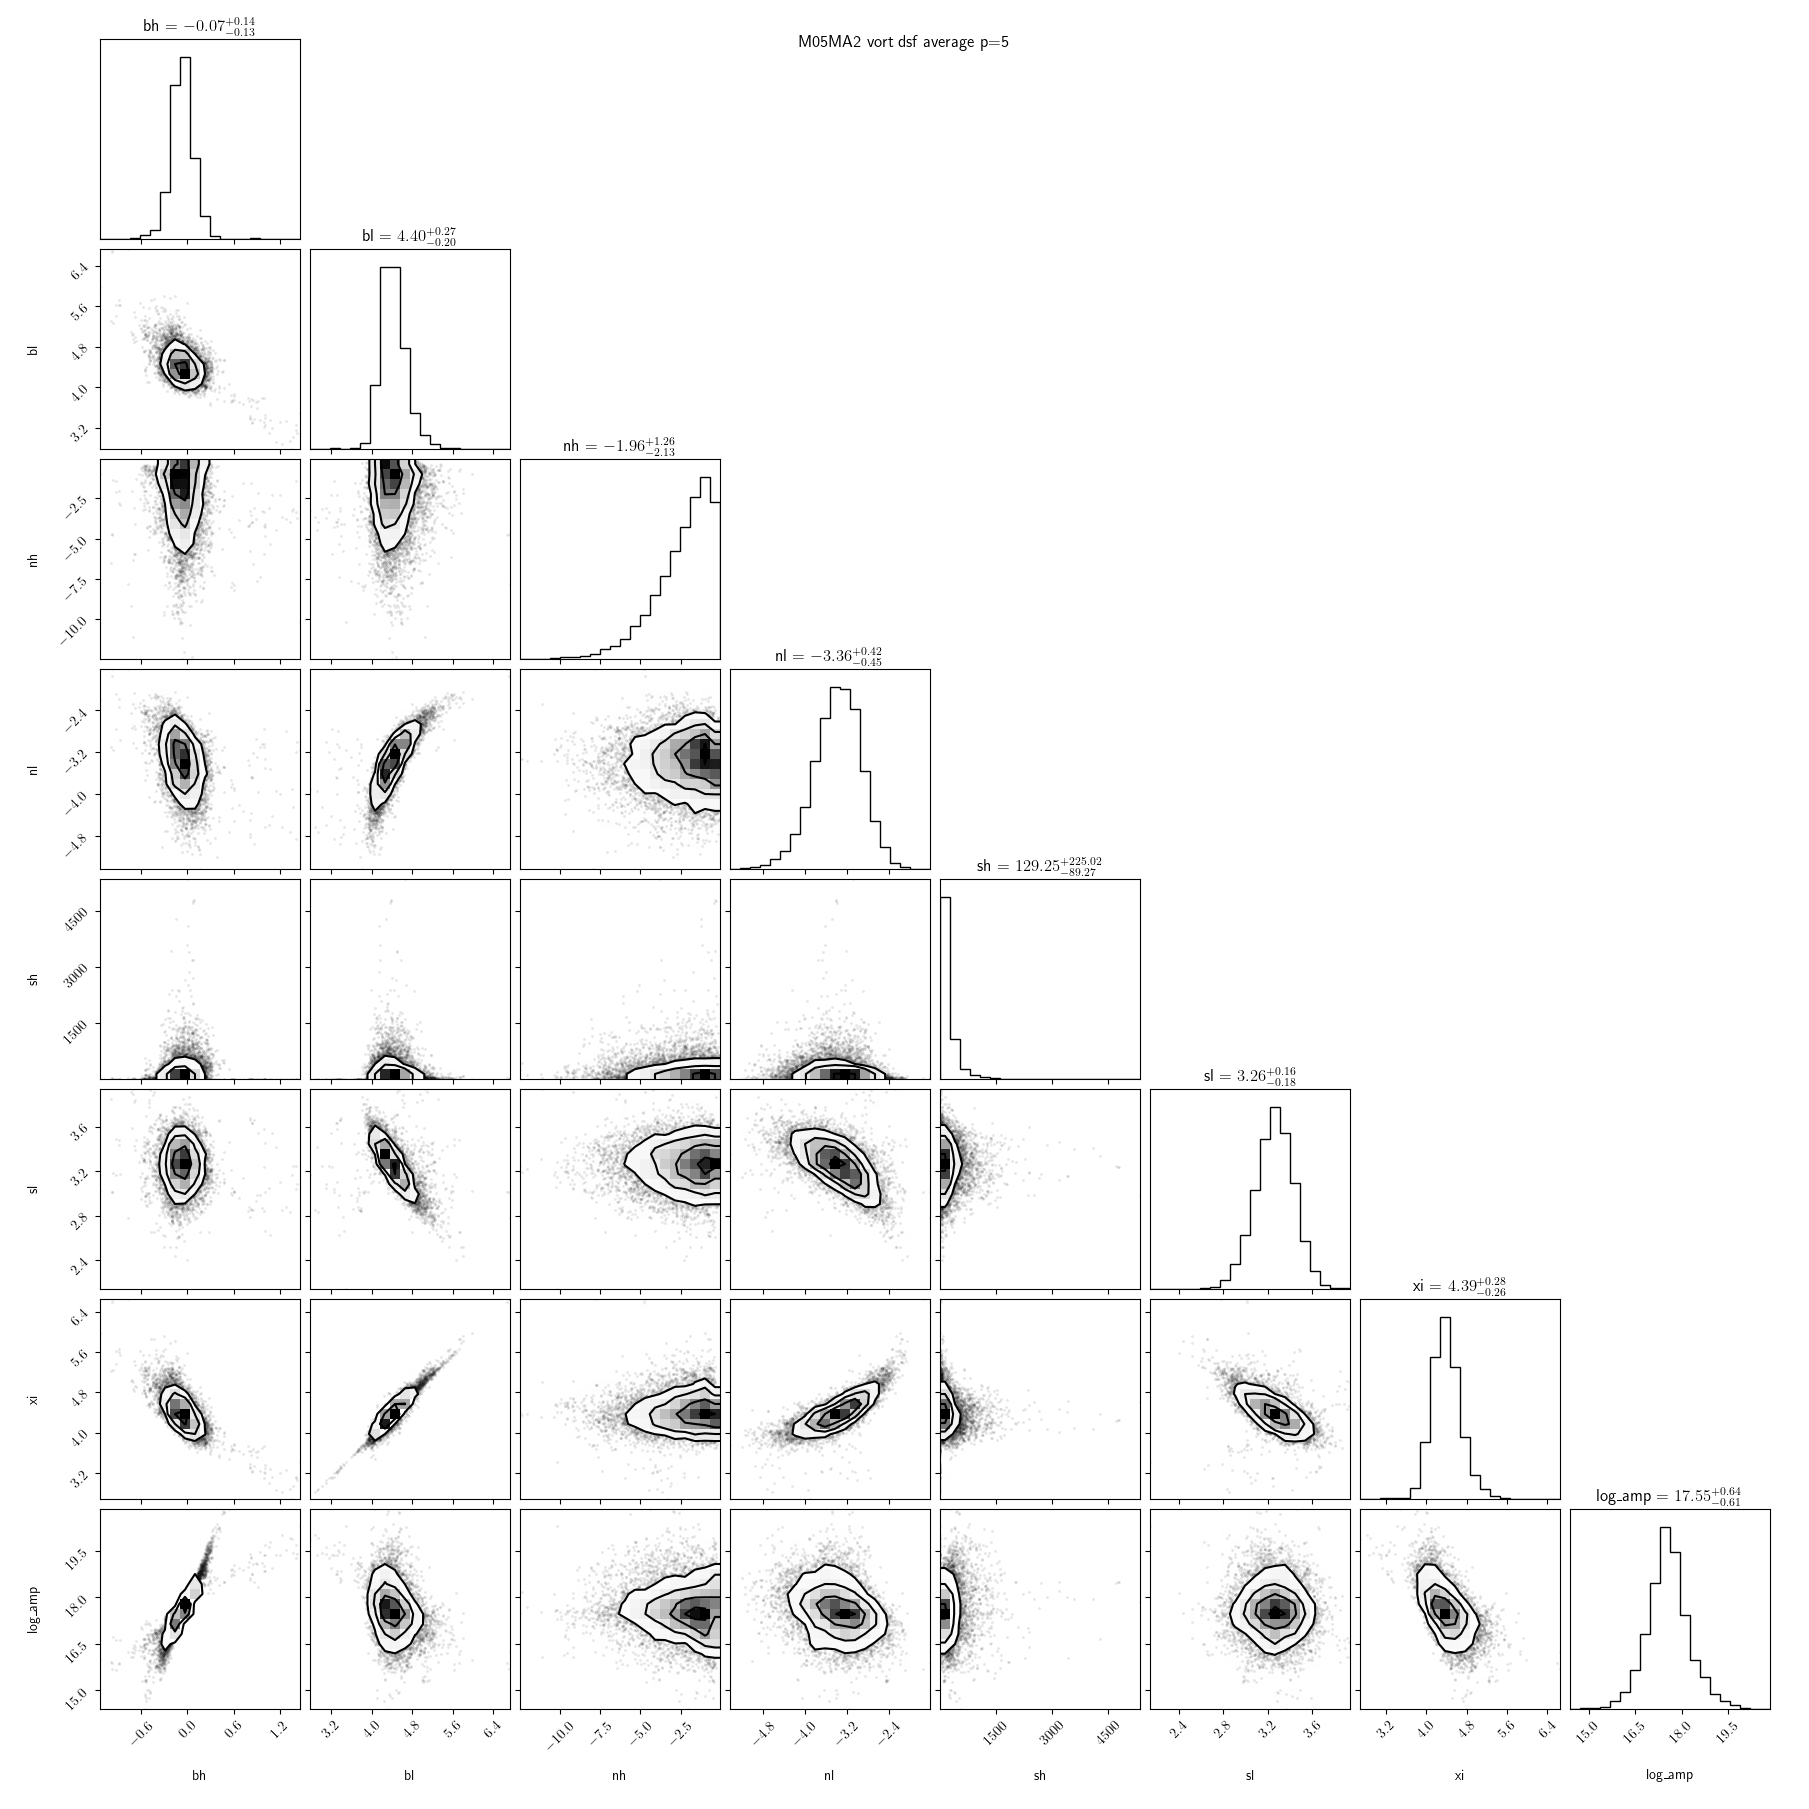 M05MA2 vort dsf average p=5
bh = −0.07+0.14 −0.13
bl = 4.40+0.27 −0.20
nh = −1.96+1.26 −2.13
nl = −3.36+0.42 −0.45
sh = 129.25+225.02 −89.27
sl = 3.26+0.16 −0.18
xi = 4.39+0.28 −0.26
log_amp = 17.55+0.64 −0.61
bl
6.4
5.6
4.8
4.0
3.2
nh
−2.5
−5.0
−7.5
−10.0
nl
−2.4
−3.2
−4.0
−4.8
sh
4500
3000
1500
sl
3.6
3.2
2.8
2.4
xi
6.4
5.6
4.8
4.0
3.2
log_amp
19.5
18.0
16.5
15.0
−0.6 0.0 0.6 1.2
3.2 4.0 4.8 5.6 6.4
−10.0 −7.5 −5.0 −2.5
−4.8 −4.0 −3.2 −2.4
1500 3000 4500
2.4 2.8 3.2 3.6
3.2 4.0 4.8 5.6 6.4
15.0 16.5 18.0 19.5
bh bl nh nl sh sl xi log_amp